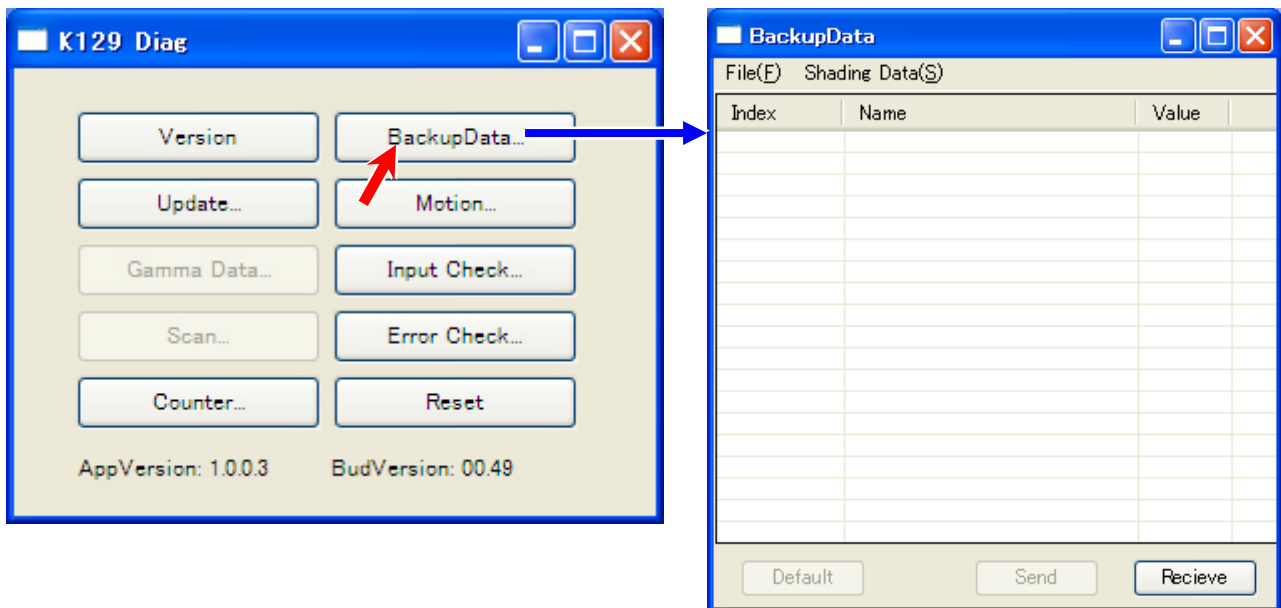 K129 Diag
Version
BackupData...
Update...
Motion...
Gamma Data...
Input Check...
Scan...
Error Check...
Counter...
Reset
AppVersion: 1.0.0.3
BudVersion: 00.49
BackupData
File(F) Shading Data(S)
Index Name Value
Default Send Recieve